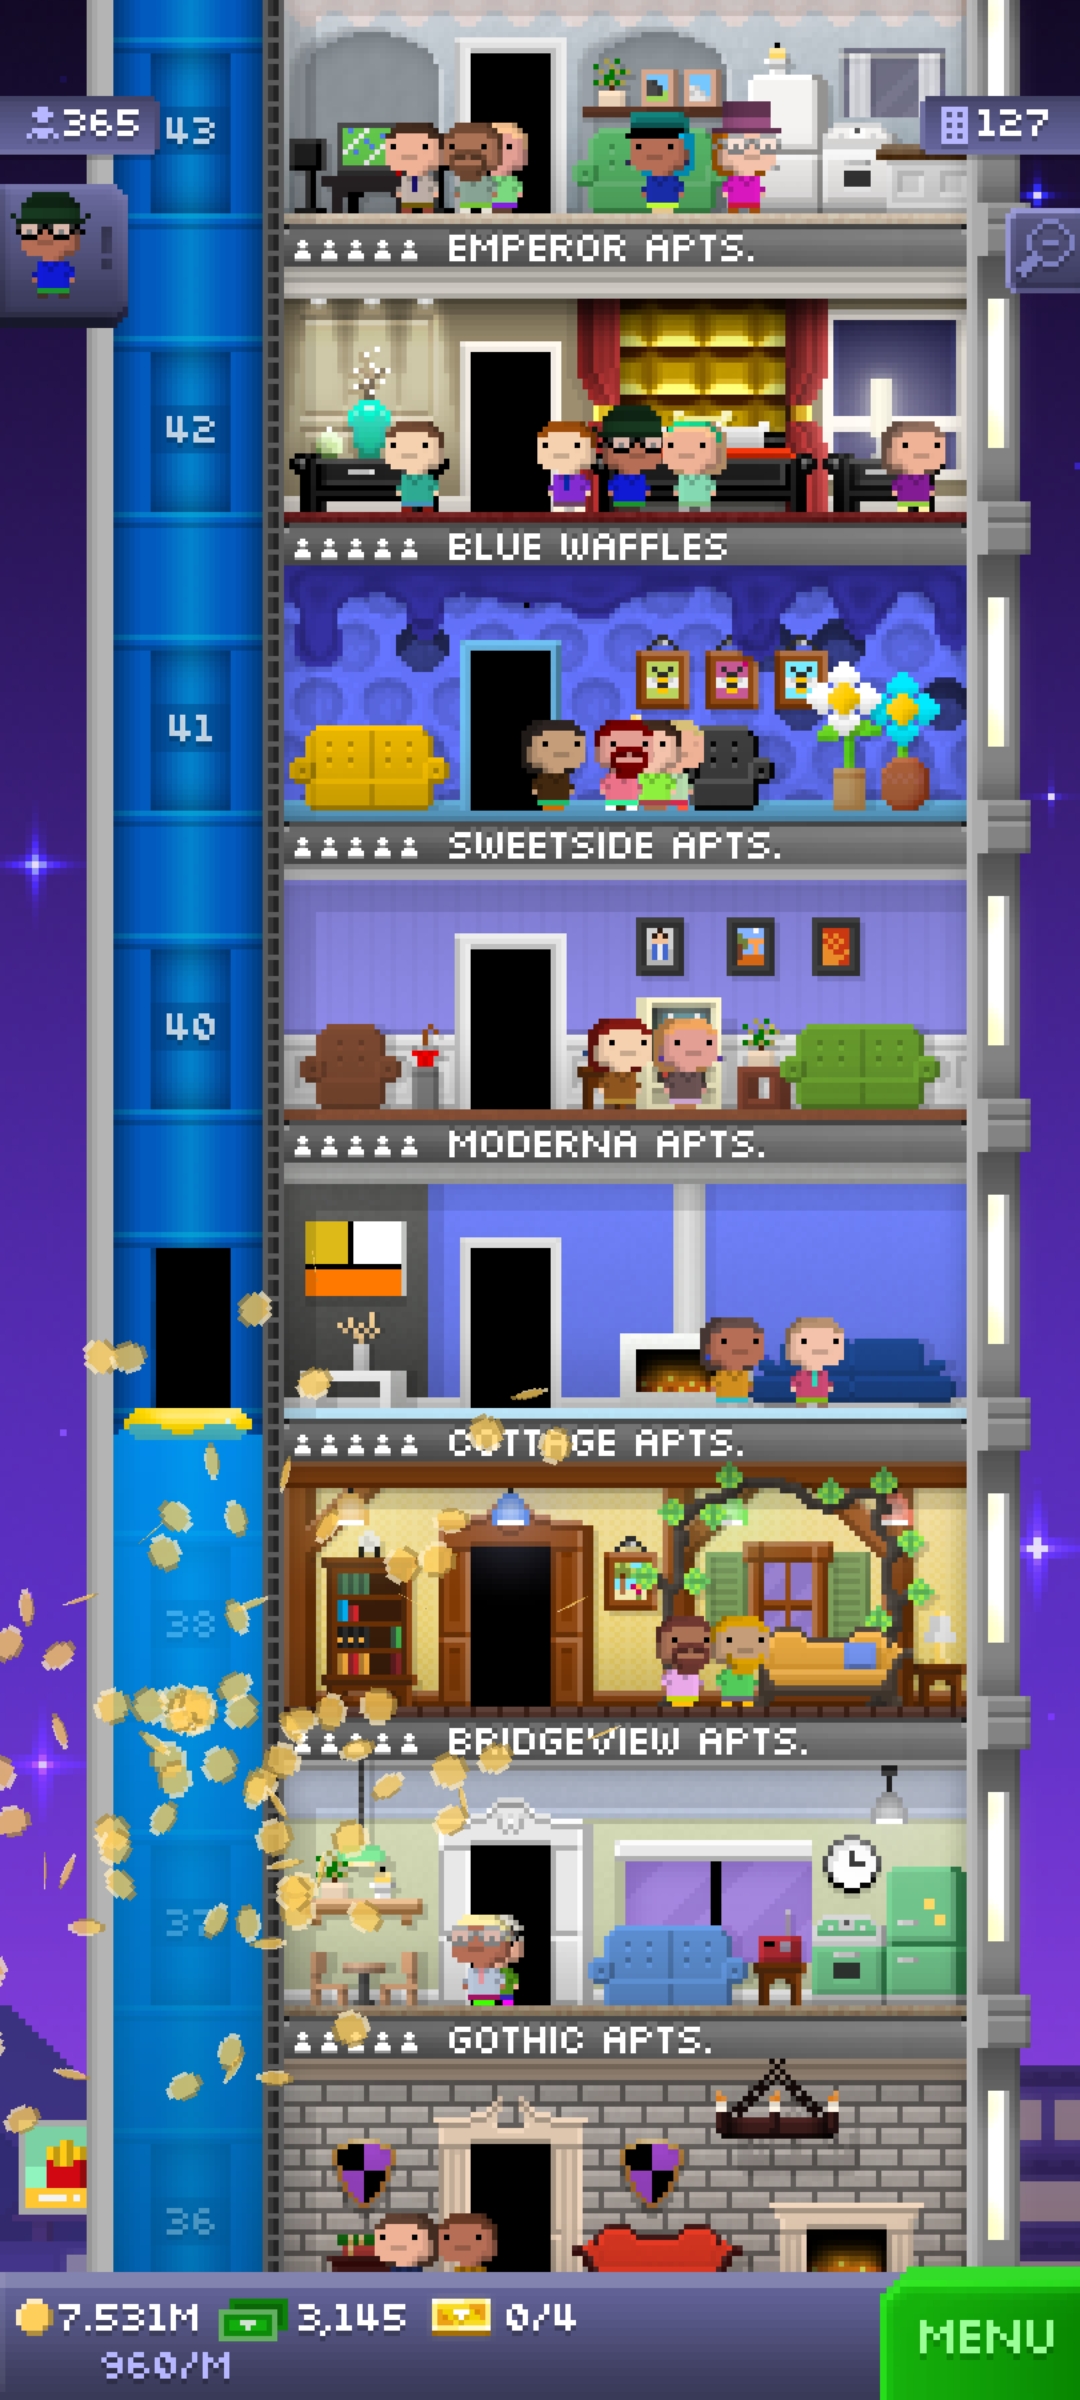 365
43
127
EMPEROR APTS.
42
BLUE WAFFLES
41
SWEETSIDE APTS.
40
MODERNA APTS.
COTTAGE APTS.
38
BRIDGEVIEW APTS.
37
GOTHIC APTS.
36
7.531M 3,145 0/4
960/M
MENU